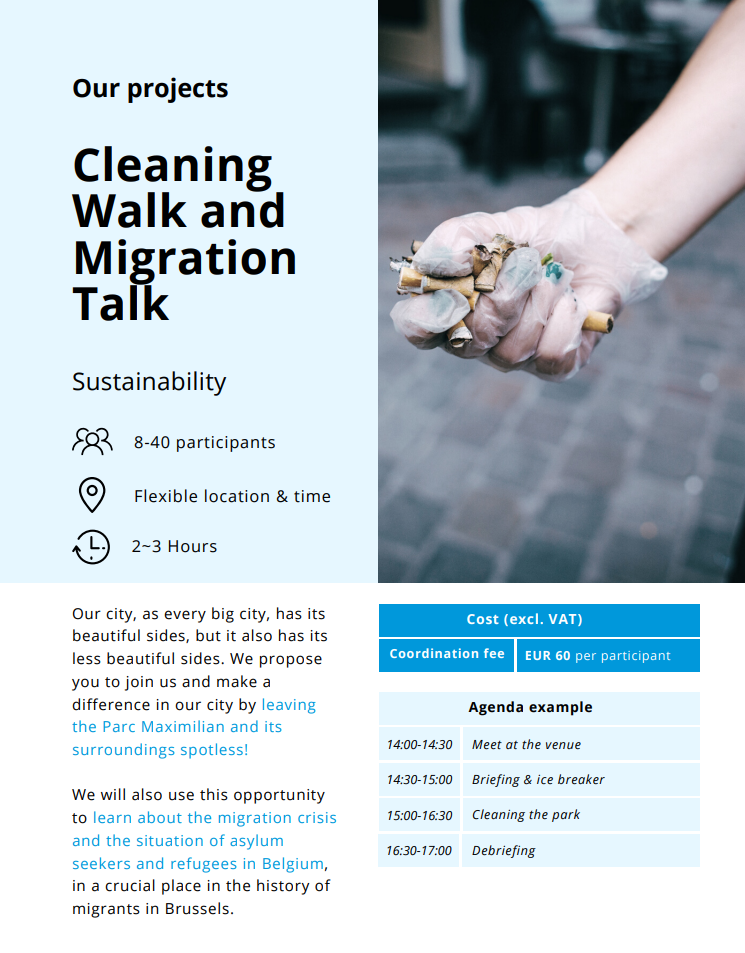 Our projects
Cleaning
Walk and
Migration
Talk
Sustainability
8-40 participants
Flexible location & time
2~3 Hours
Our city, as every big city, has its
beautiful sides, but it also has its
less beautiful sides. We propose
you to join us and make a
difference in our city by leaving
the Parc Maximilian and its
surroundings spotless!
We will also use this opportunity
to learn about the migration crisis
and the situation of asylum
seekers and refugees in Belgium,
in a crucial place in the history of
migrants in Brussels.
Cost (excl. VAT)
Coordination fee EUR 60 per participant
Agenda example
14:00-14:30 Meet at the venue
14:30-15:00 Briefing & ice breaker
15:00-16:30 Cleaning the park
16:30-17:00 Debriefing